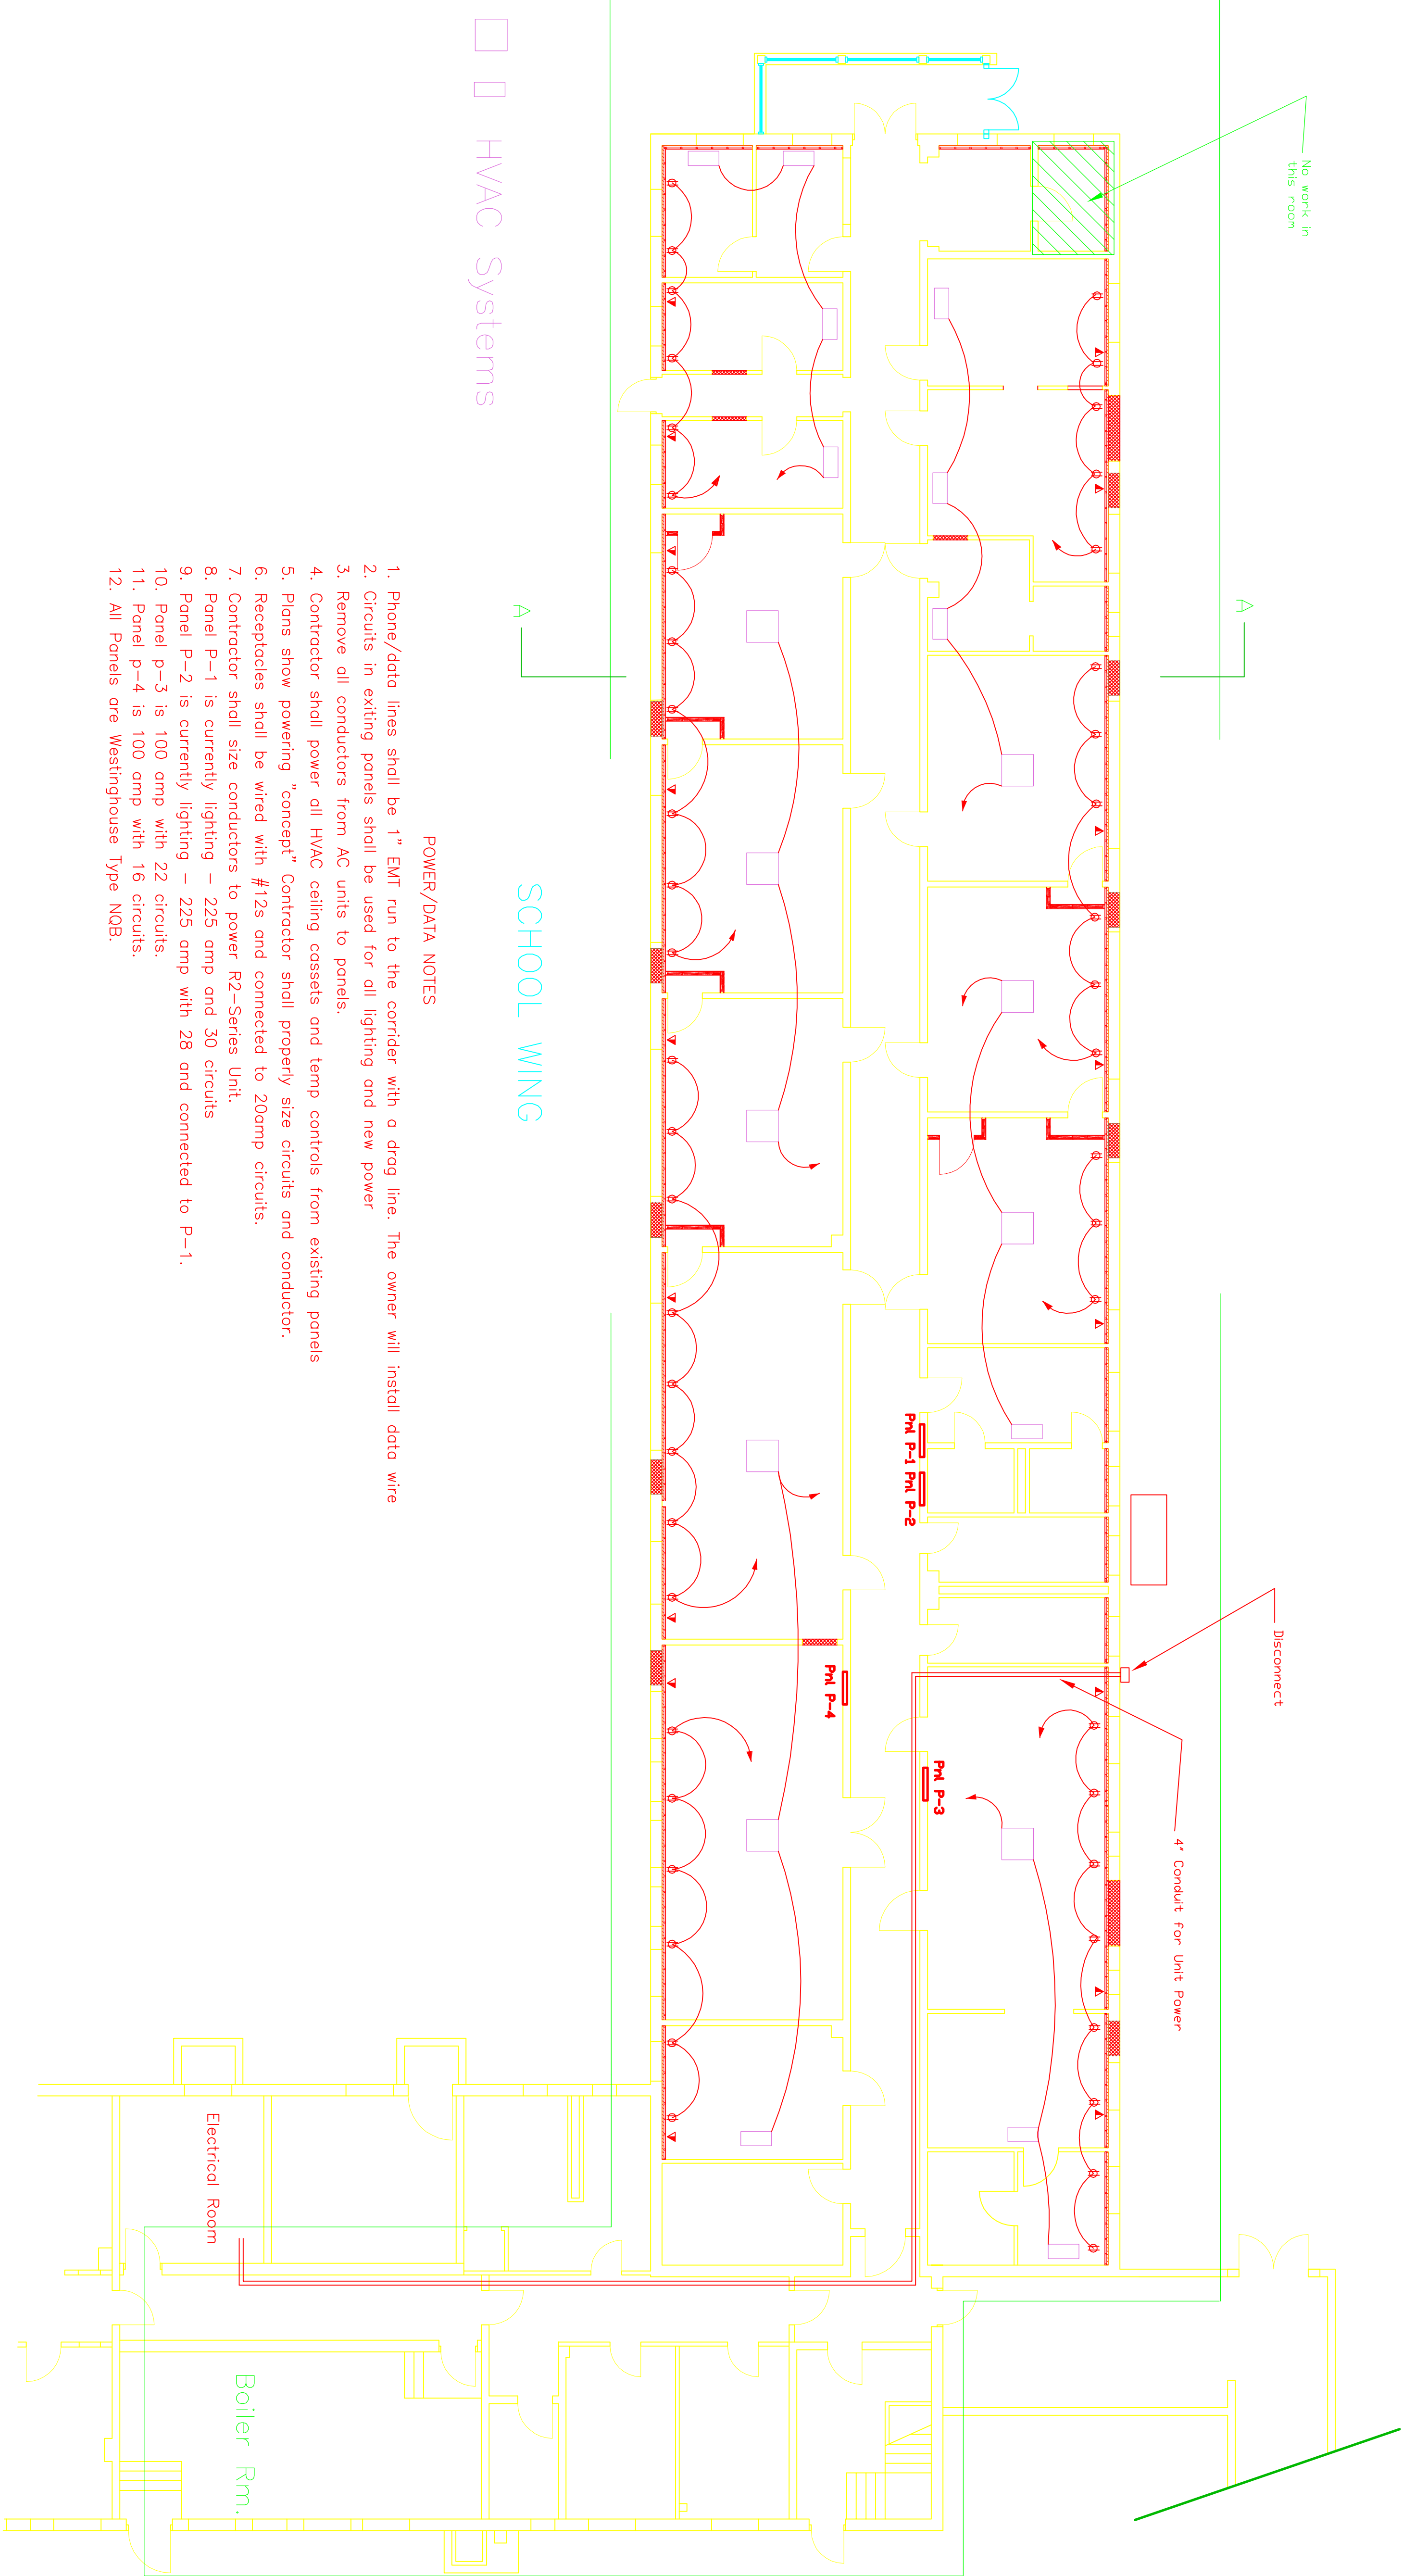 No work in
this room
Disconnect
4" Conduit for Unit Power
A
A
Pnl P-1
Pnl P-2
Pnl P-3
Pnl P-4
HVAC Systems
SCHOOL WING
POWER/DATA NOTES
1. Phone/data lines shall be 1" EMT run to the corrider with a drag line. The owner will install data wire
2. Circuits in exiting panels shall be used for all lighting and new power
3. Remove all conductors from AC units to panels.
4. Contractor shall power all HVAC ceiling cassets and temp controls from existing panels
5. Plans show powering "concept" Contractor shall properly size circuits and conductor.
6. Receptacles shall be wired with #12s and connected to 20amp circuits.
7. Contractor shall size conductors to power R2-Series Unit.
8. Panel P-1 is currently lighting - 225 amp and 30 circuits
9. Panel P-2 is currently lighting - 225 amp with 28 and connected to P-1.
10. Panel p-3 is 100 amp with 22 circuits.
11. Panel p-4 is 100 amp with 16 circuits.
12. All Panels are Westinghouse Type NQB.
Electrical Room
Boiler Rm.